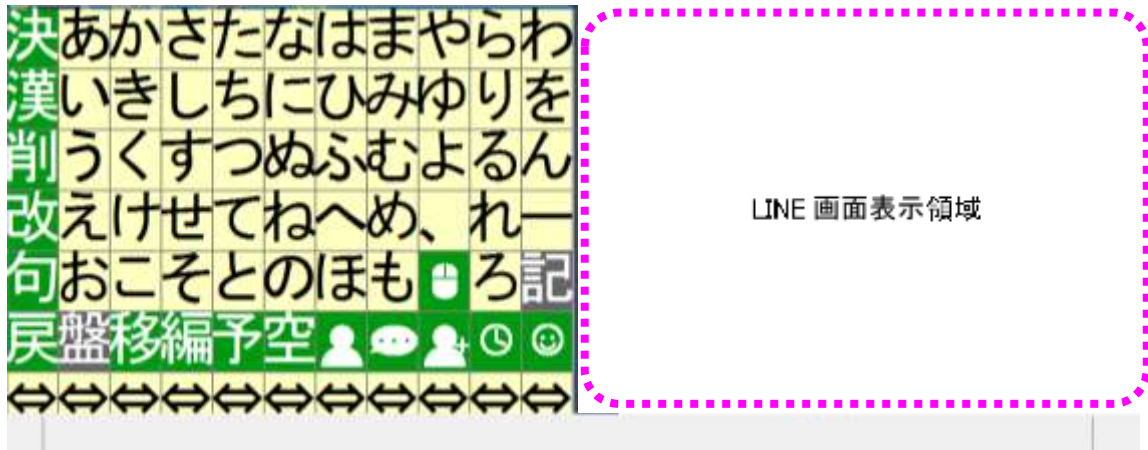 決あかさたなはまやらわ
漢いきしちにひみゆりを
削うくすつぬふむよるん
改えけせてねへめ、れー
句おこそとのほもろ記
戻盤移編予空
⇔⇔⇔⇔⇔⇔⇔⇔⇔⇔⇔
LINE 画面表示領域